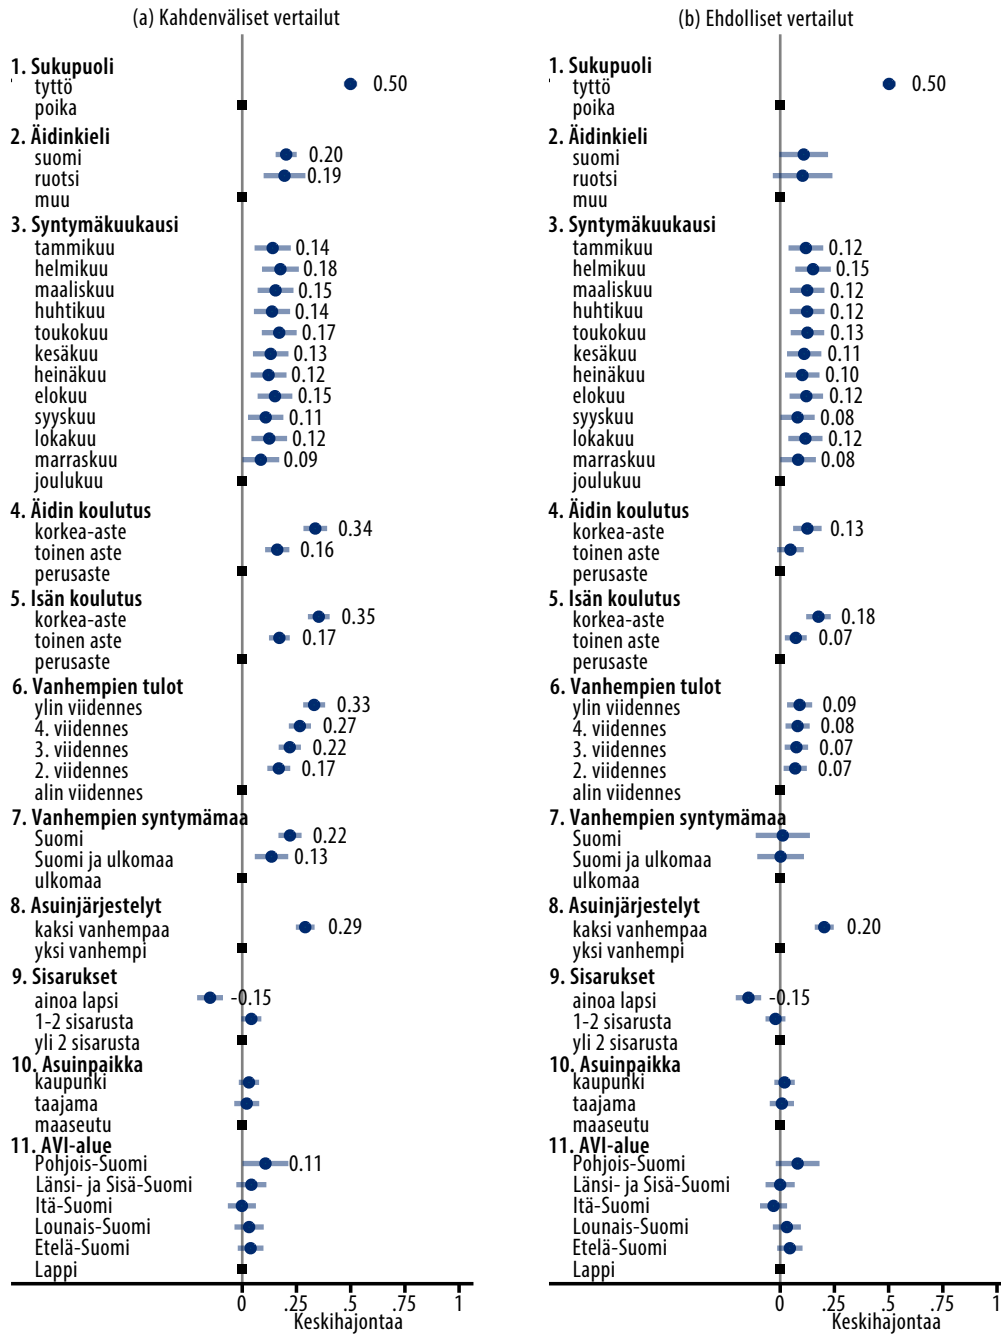 (a) Kahdenväliset vertailut
1. Sukupuoli
tyttö 0.50
poika
2. Äidinkieli
suomi 0.20
ruotsi 0.19
muu
3. Syntymäkuukausi
tammikuu 0.14
helmikuu 0.18
maaliskuu 0.15
huhtikuu 0.14
toukokuu 0.17
kesäkuu 0.13
heinäkuu 0.12
elokuu 0.15
syyskuu 0.11
lokakuu 0.12
marraskuu 0.09
joulukuu
4. Äidin koulutus
korkea-aste 0.34
toinen aste 0.16
perusaste
5. Isän koulutus
korkea-aste 0.35
toinen aste 0.17
perusaste
6. Vanhempien tulot
ylin viidennes 0.33
4. viidennes 0.27
3. viidennes 0.22
2. viidennes 0.17
alin viidennes
7. Vanhempien syntymämaa
Suomi 0.22
Suomi ja ulkomaa 0.13
ulkomaa
8. Asuinjärjestelyt
kaksi vanhempaa 0.29
yksi vanhempi
9. Sisarukset
ainoa lapsi -0.15
1-2 sisarusta
yli 2 sisarusta
10. Asuinpaikka
kaupunki
taajama
maaseutu
11. AVI-alue
Pohjois-Suomi 0.11
Länsi- ja Sisä-Suomi
Itä-Suomi
Lounais-Suomi
Etelä-Suomi
Lappi
0 .25 .5 .75 1
Keskihajontaa
(b) Ehdolliset vertailut
1. Sukupuoli
tyttö 0.50
poika
2. Äidinkieli
suomi
ruotsi
muu
3. Syntymäkuukausi
tammikuu 0.12
helmikuu 0.15
maaliskuu 0.12
huhtikuu 0.12
toukokuu 0.13
kesäkuu 0.11
heinäkuu 0.10
elokuu 0.12
syyskuu 0.08
lokakuu 0.12
marraskuu 0.08
joulukuu
4. Äidin koulutus
korkea-aste 0.13
toinen aste
perusaste
5. Isän koulutus
korkea-aste 0.18
toinen aste 0.07
perusaste
6. Vanhempien tulot
ylin viidennes 0.09
4. viidennes 0.08
3. viidennes 0.07
2. viidennes 0.07
alin viidennes
7. Vanhempien syntymämaa
Suomi
Suomi ja ulkomaa
ulkomaa
8. Asuinjärjestelyt
kaksi vanhempaa 0.20
yksi vanhempi
9. Sisarukset
ainoa lapsi -0.15
1-2 sisarusta
yli 2 sisarusta
10. Asuinpaikka
kaupunki
taajama
maaseutu
11. AVI-alue
Pohjois-Suomi
Länsi- ja Sisä-Suomi
Itä-Suomi
Lounais-Suomi
Etelä-Suomi
Lappi
0 .25 .5 .75 1
Keskihajontaa